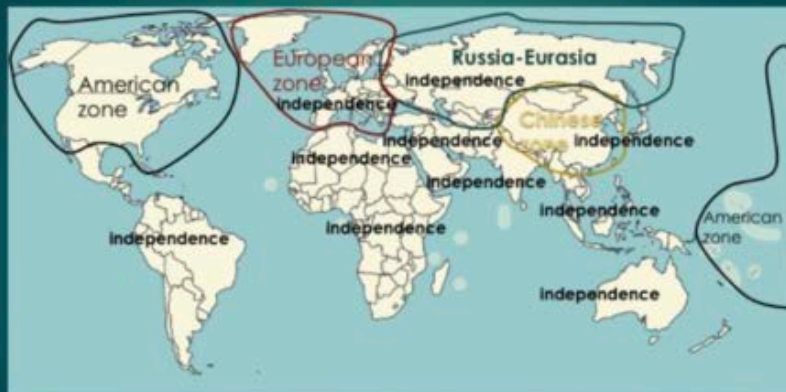 American
zone
European
zone
independence
Russia-Eurasia
independence
Chinese
zone
independence
independence
independence
independence
independence
independence
independence
American
zone
independence